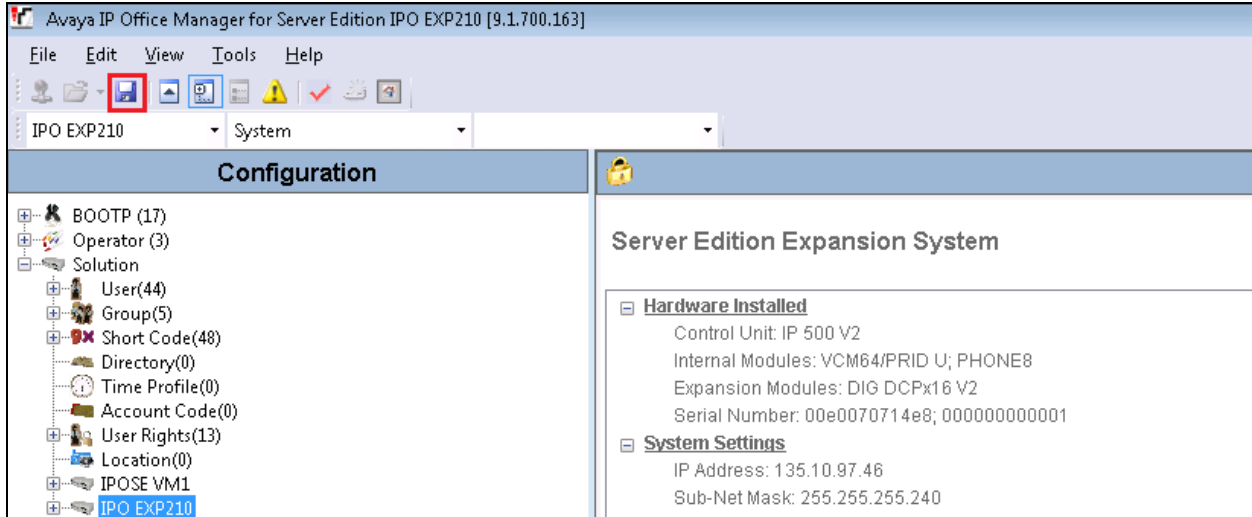 Avaya IP Office Manager for Server Edition IPO EXP210 [9.1.700.163]
File Edit View Tools Help
IPO EXP210 System
Configuration
BOOTP (17)
Operator (3)
Solution
User(44)
Group(5)
Short Code(48)
Directory(0)
Time Profile(0)
Account Code(0)
User Rights(13)
Location(0)
IPOSE VM1
IPO EXP210
Server Edition Expansion System
Hardware Installed
Control Unit: IP 500 V2
Internal Modules: VCM64/PRID U; PHONE8
Expansion Modules: DIG DCPx16 V2
Serial Number: 00e0070714e8; 000000000001
System Settings
IP Address: 135.10.97.46
Sub-Net Mask: 255.255.255.240